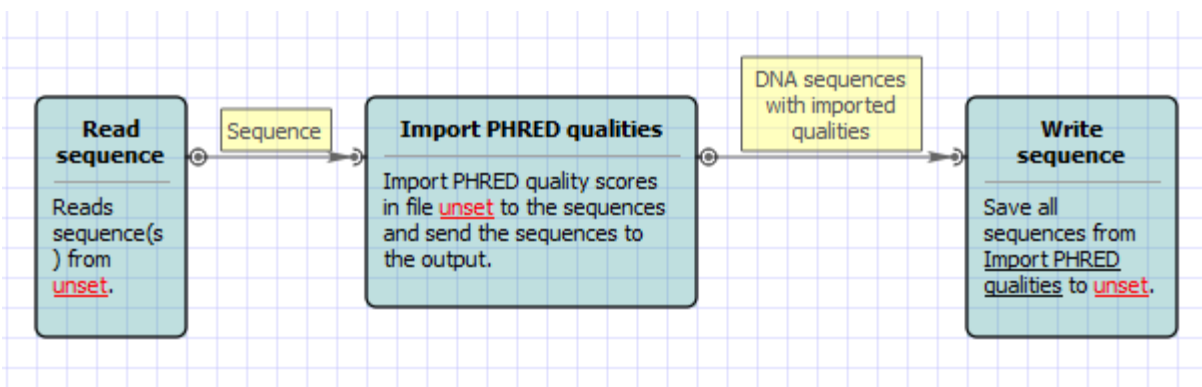 Read
sequence
Reads
sequence(s
) from
unset.
Sequence
Import PHRED qualities
Import PHRED quality scores
in file unset to the sequences
and send the sequences to
the output.
DNA sequences
with imported
qualities
Write
sequence
Save all
sequences from
Import PHRED
qualities to unset.